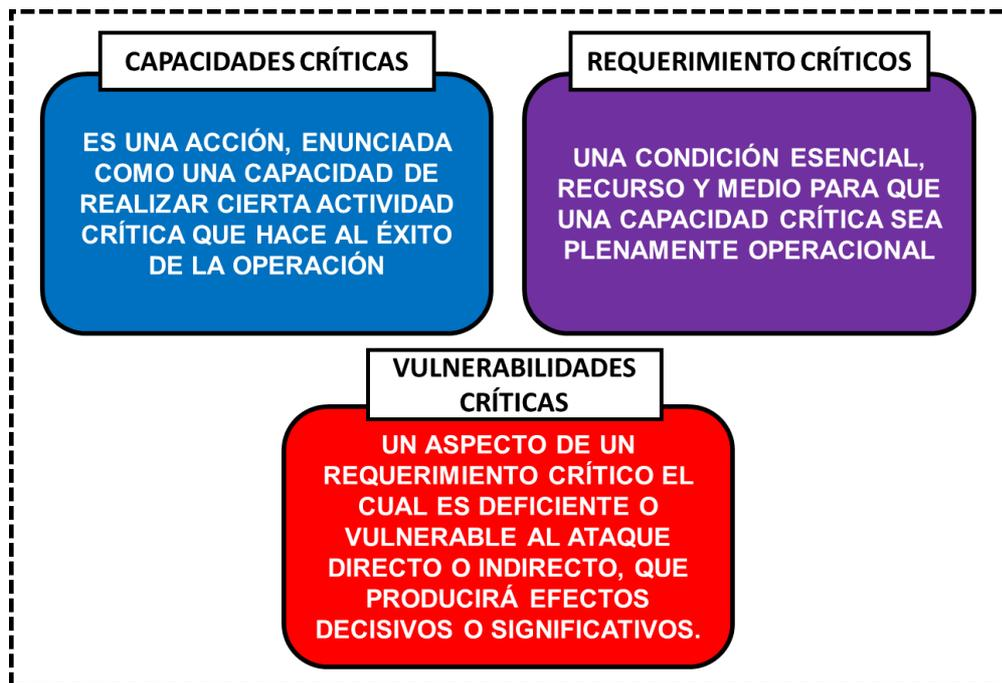 CAPACIDADES CRÍTICAS
ES UNA ACCIÓN, ENUNCIADA
COMO UNA CAPACIDAD DE
REALIZAR CIERTA ACTIVIDAD
CRÍTICA QUE HACE AL ÉXITO
DE LA OPERACIÓN
REQUERIMIENTO CRÍTICOS
UNA CONDICIÓN ESENCIAL,
RECURSO Y MEDIO PARA QUE
UNA CAPACIDAD CRÍTICA SEA
PLENAMENTE OPERACIONAL
VULNERABILIDADES
CRÍTICAS
UN ASPECTO DE UN
REQUERIMIENTO CRÍTICO EL
CUAL ES DEFICIENTE O
VULNERABLE AL ATAQUE
DIRECTO O INDIRECTO, QUE
PRODUCIRÁ EFECTOS
DECISIVOS O SIGNIFICATIVOS.